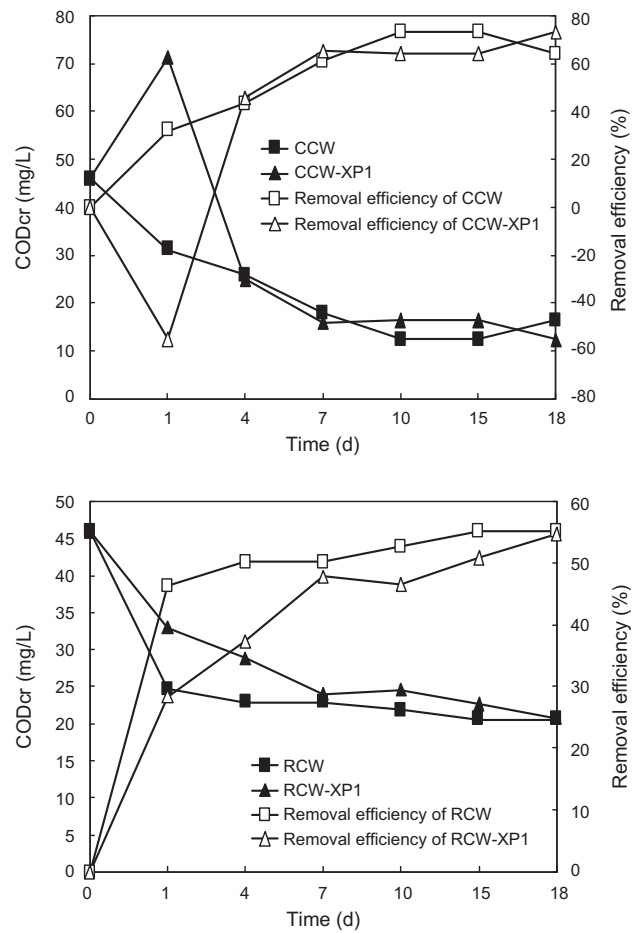 80
70
60
50
40
30
20
10
0
CODcr (mg/L)
80
60
40
20
0
-20
-40
-60
-80
Removal efficiency (%)
CCW
CCW-XP1
Removal efficiency of CCW
Removal efficiency of CCW-XP1
0 1 4 7 10 15 18
Time (d)
50
45
40
35
30
25
20
15
10
5
0
CODcr (mg/L)
60
50
40
30
20
10
0
Removal efficiency (%)
RCW
RCW-XP1
Removal efficiency of RCW
Removal efficiency of RCW-XP1
0 1 4 7 10 15 18
Time (d)